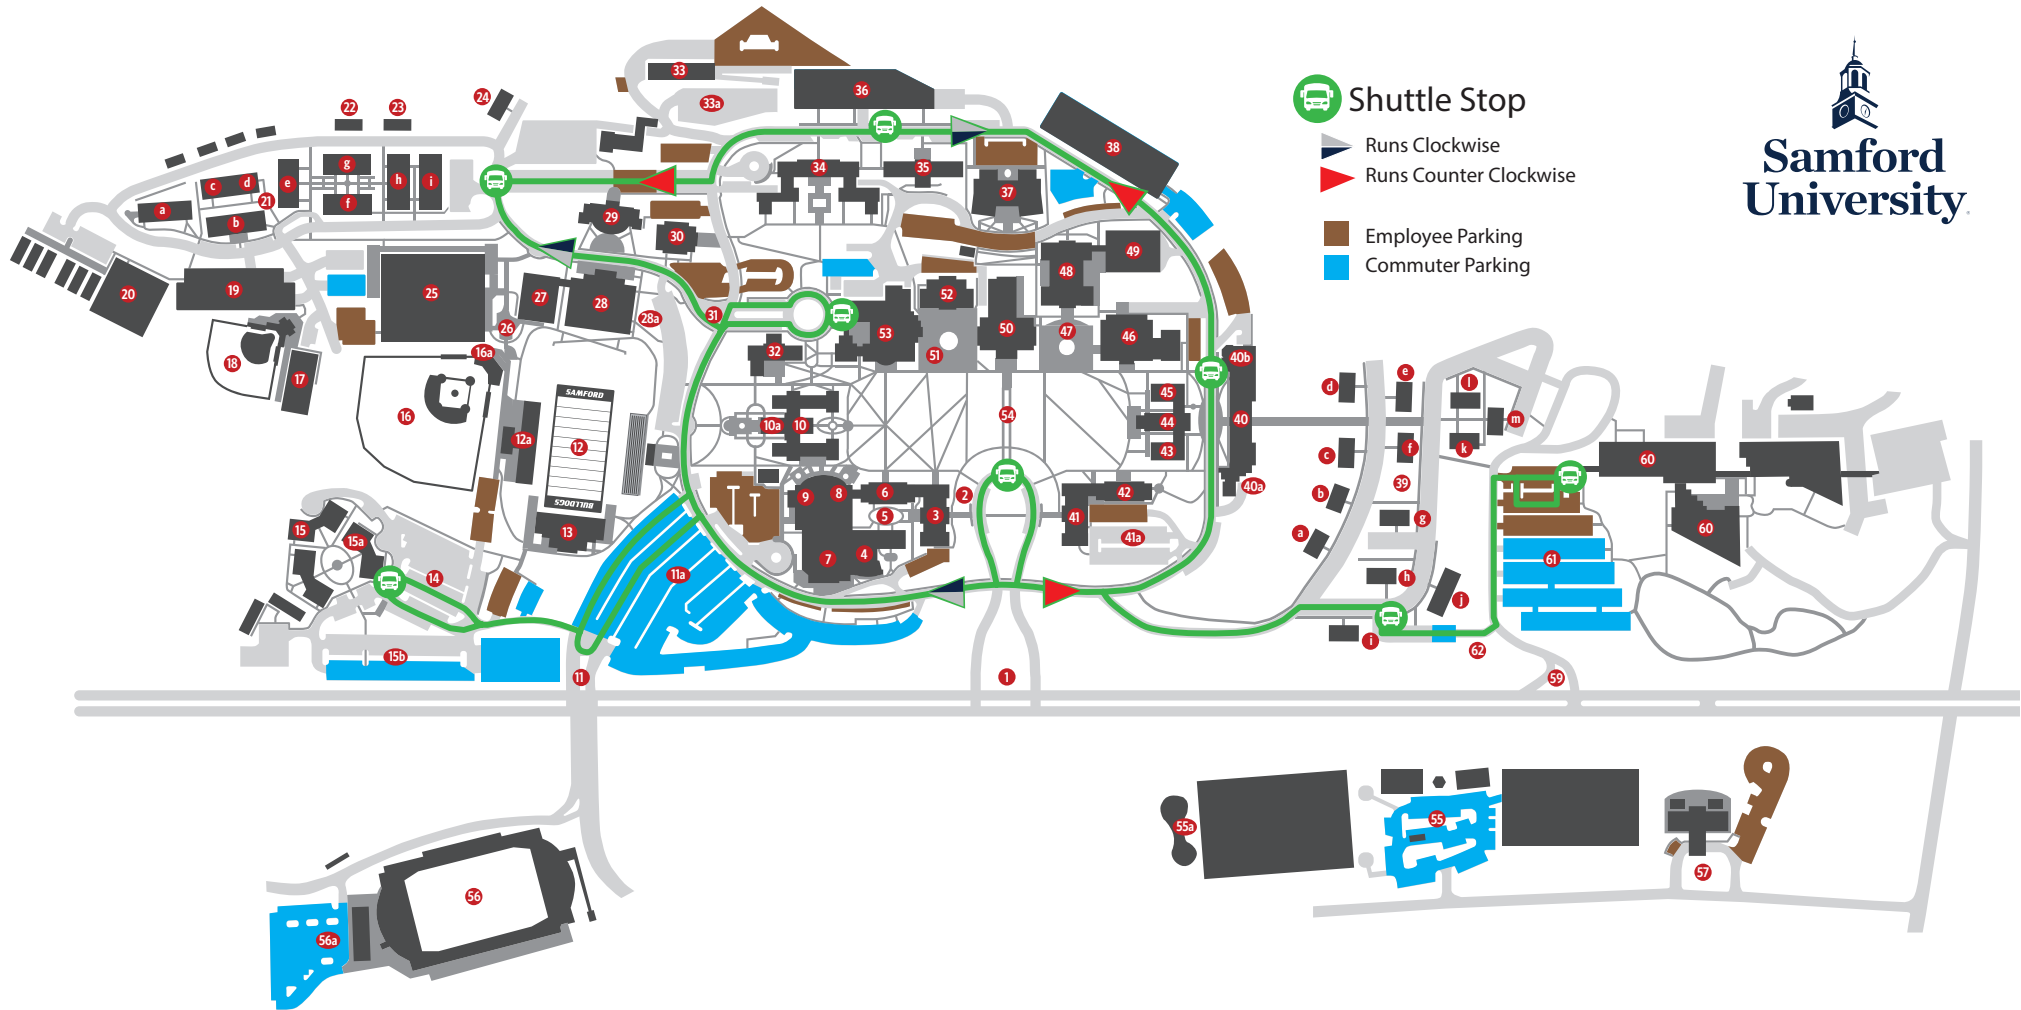 Shuttle Stop
Runs Clockwise
Runs Counter Clockwise
Employee Parking
Commuter Parking
Samford
University
33
33a
36
24
22
23
38
g
c
d
e
h
i
f
21
a
b
34
35
37
29
30
49
48
20
19
25
27
28
28a
31
26
52
53
50
47
46
51
32
16a
18
17
40b
d
e
l
45
16
SAMFORD
12
12a
10a
10
54
44
40
m
43
f
k
c
39
60
40a
b
9
8
6
2
42
5
3
41
g
a
60
15
15a
13
BULLDOGS
41a
7
4
61
14
11a
h
j
i
62
15b
11
1
59
55a
55
57
56
56a